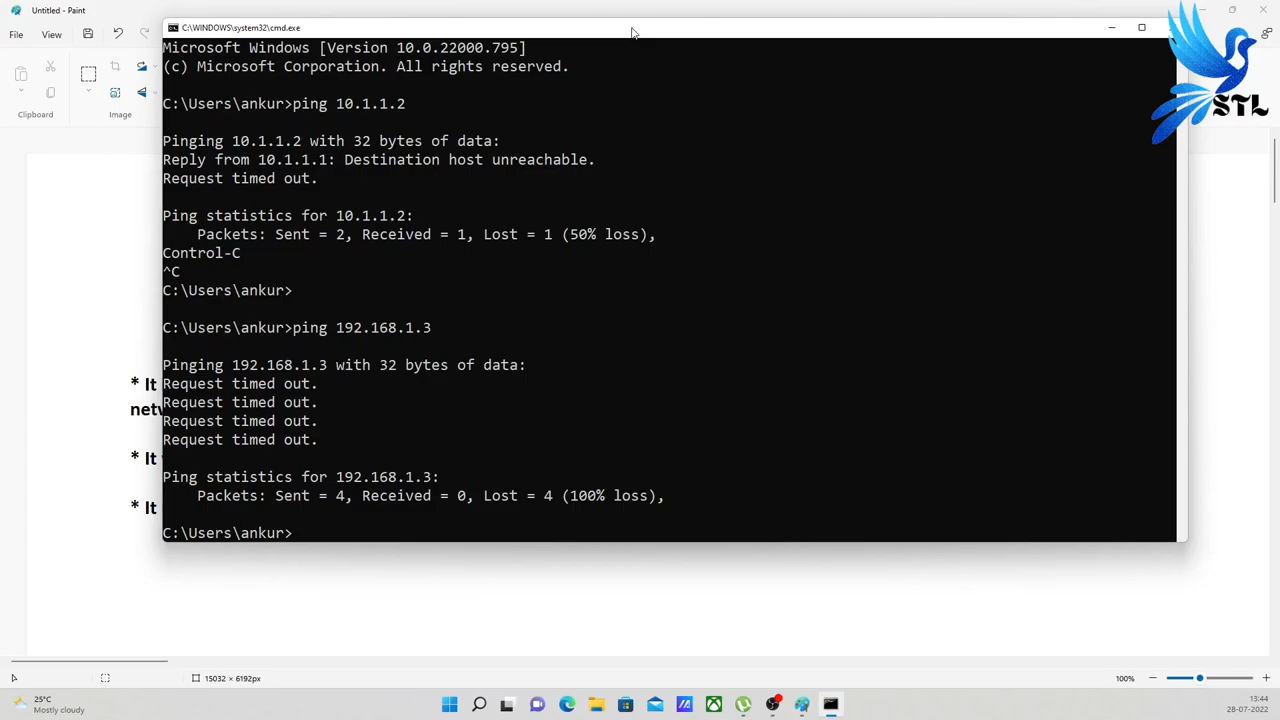 Untitled - Paint
C:\WINDOWS\system32\cmd.exe
File
View
Clipboard
Image
STL
Microsoft Windows [Version 10.0.22000.795]
(c) Microsoft Corporation. All rights reserved.
C:\Users\ankur>ping 10.1.1.2
Pinging 10.1.1.2 with 32 bytes of data:
Reply from 10.1.1.1: Destination host unreachable.
Request timed out.
Ping statistics for 10.1.1.2:
Packets: Sent = 2, Received = 1, Lost = 1 (50% loss),
Control-C
^C
C:\Users\ankur>
C:\Users\ankur>ping 192.168.1.3
Pinging 192.168.1.3 with 32 bytes of data:
Request timed out.
Request timed out.
Request timed out.
Request timed out.
Ping statistics for 192.168.1.3:
Packets: Sent = 4, Received = 0, Lost = 4 (100% loss),
C:\Users\ankur>
* It
netw
* It
* It
15032 × 6192px
100%
25°C
Mostly cloudy
13:44
28-07-2022